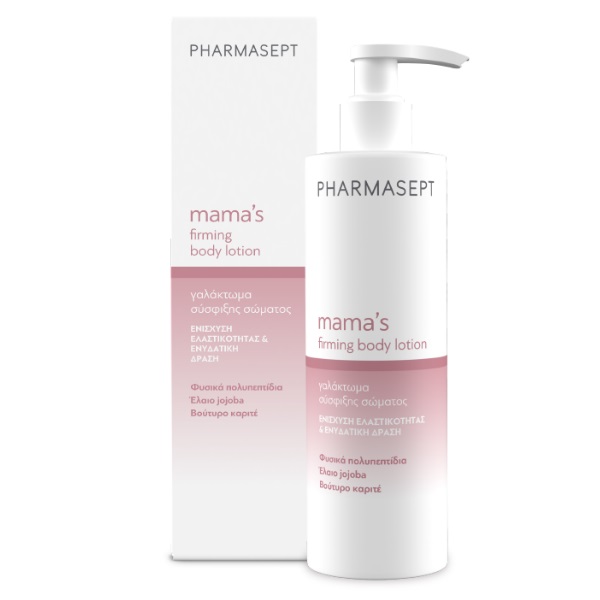 PHARMASEPT
mama's
firming
body lotion
γαλάκτωμα
σύσφιξης σώματος
ΕΝΙΣΧΥΣΗ
ΕΛΑΣΤΙΚΟΤΗΤΑΣ &
ΕΝΥΔΑΤΙΚΗ
ΔΡΑΣΗ
Φυσικά πολυπεπτίδια
Έλαιο jojoba
Βούτυρο καριτέ
PHARMASEPT
mama's
firming body lotion
γαλάκτωμα
σύσφιξης σώματος
ΕΝΙΣΧΥΣΗ ΕΛΑΣΤΙΚΟΤΗΤΑΣ
& ΕΝΥΔΑΤΙΚΗ ΔΡΑΣΗ
Φυσικά πολυπεπτίδια
Έλαιο jojoba
Βούτυρο καριτέ